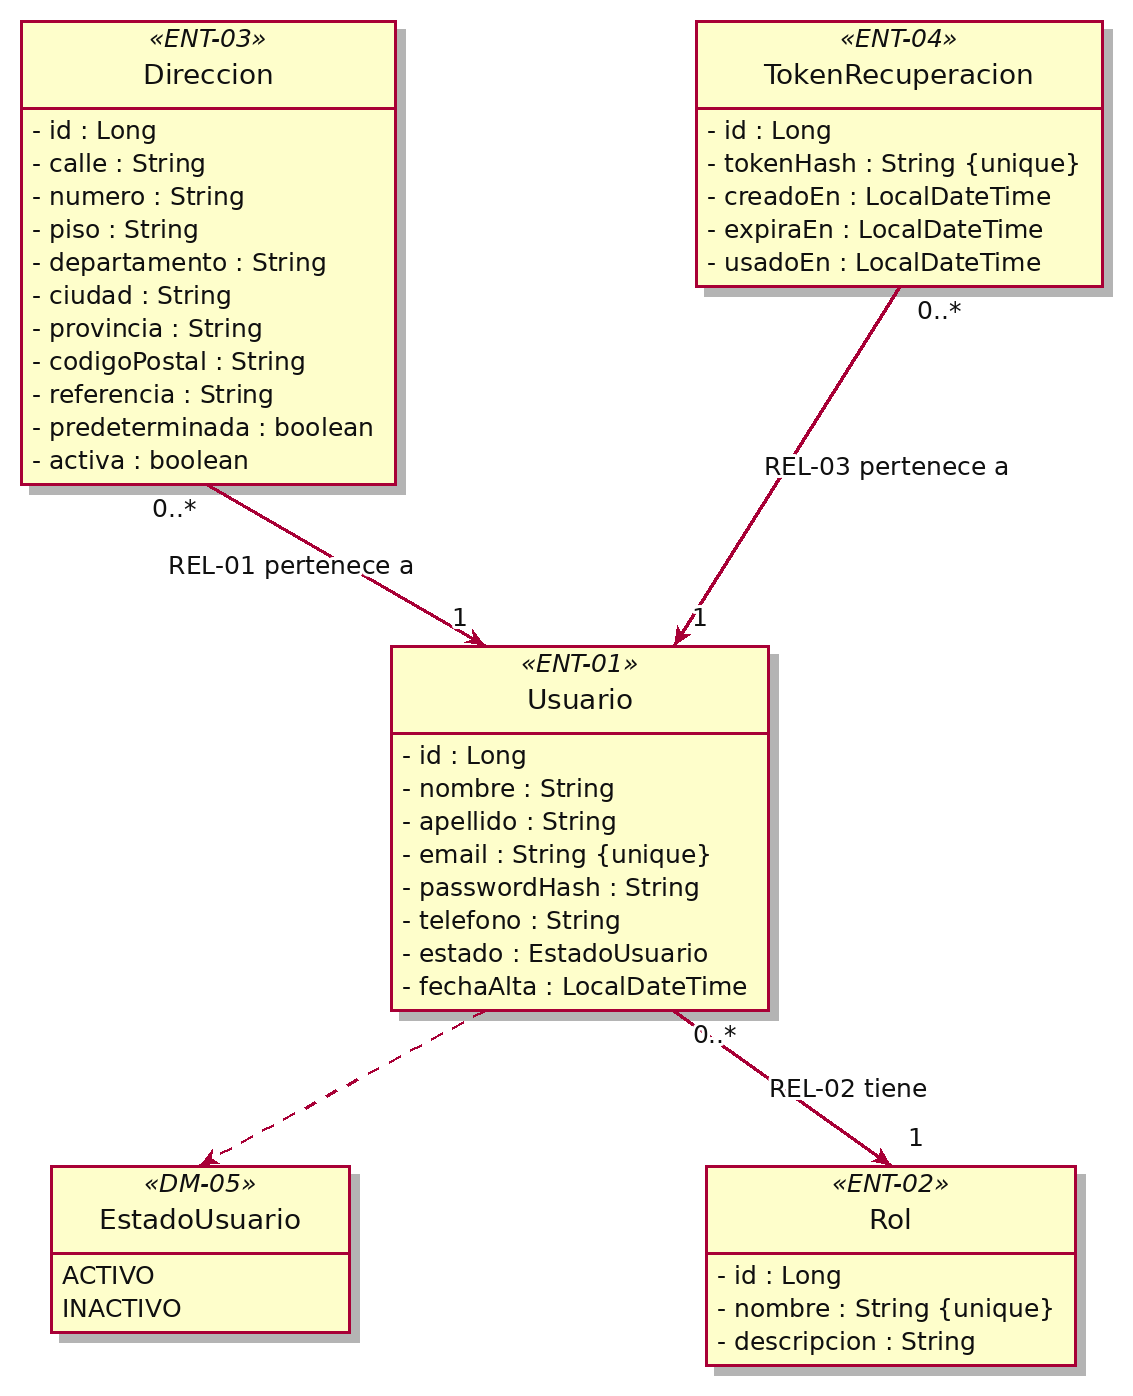 «ENT-03»
Direccion
- id : Long
- calle : String
- numero : String
- piso : String
- departamento : String
- ciudad : String
- provincia : String
- codigoPostal : String
- referencia : String
- predeterminada : boolean
- activa : boolean
«ENT-04»
TokenRecuperacion
- id : Long
- tokenHash : String {unique}
- creadoEn : LocalDateTime
- expiraEn : LocalDateTime
- usadoEn : LocalDateTime
0..*
REL-01 pertenece a
1
0..*
REL-03 pertenece a
1
«ENT-01»
Usuario
- id : Long
- nombre : String
- apellido : String
- email : String {unique}
- passwordHash : String
- telefono : String
- estado : EstadoUsuario
- fechaAlta : LocalDateTime
0..*
REL-02 tiene
1
«DM-05»
EstadoUsuario
ACTIVO
INACTIVO
«ENT-02»
Rol
- id : Long
- nombre : String {unique}
- descripcion : String